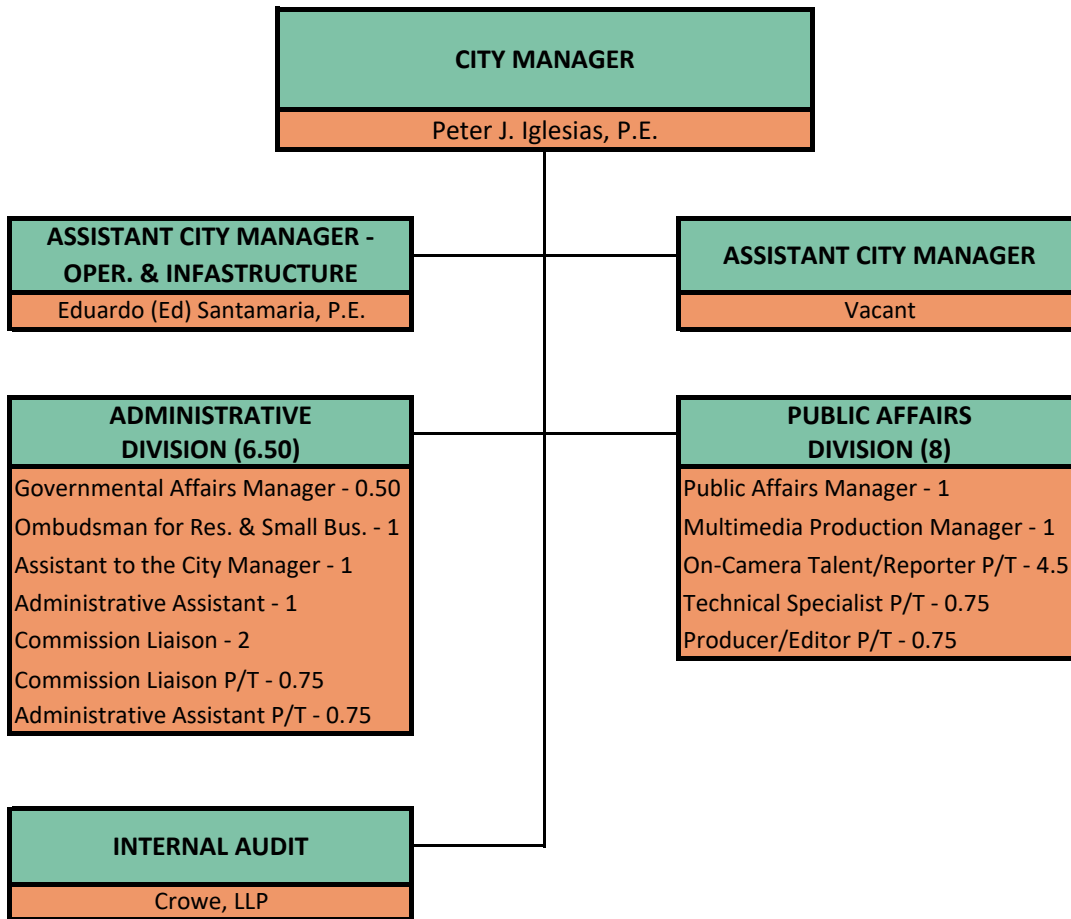 CITY MANAGER
Peter J. Iglesias, P.E.
ASSISTANT CITY MANAGER -
OPER. & INFASTRUCTURE
Eduardo (Ed) Santamaria, P.E.
ASSISTANT CITY MANAGER
Vacant
ADMINISTRATIVE
DIVISION (6.50)
Governmental Affairs Manager - 0.50
Ombudsman for Res. & Small Bus. - 1
Assistant to the City Manager - 1
Administrative Assistant - 1
Commission Liaison - 2
Commission Liaison P/T - 0.75
Administrative Assistant P/T - 0.75
PUBLIC AFFAIRS
DIVISION (8)
Public Affairs Manager - 1
Multimedia Production Manager - 1
On-Camera Talent/Reporter P/T - 4.5
Technical Specialist P/T - 0.75
Producer/Editor P/T - 0.75
INTERNAL AUDIT
Crowe, LLP